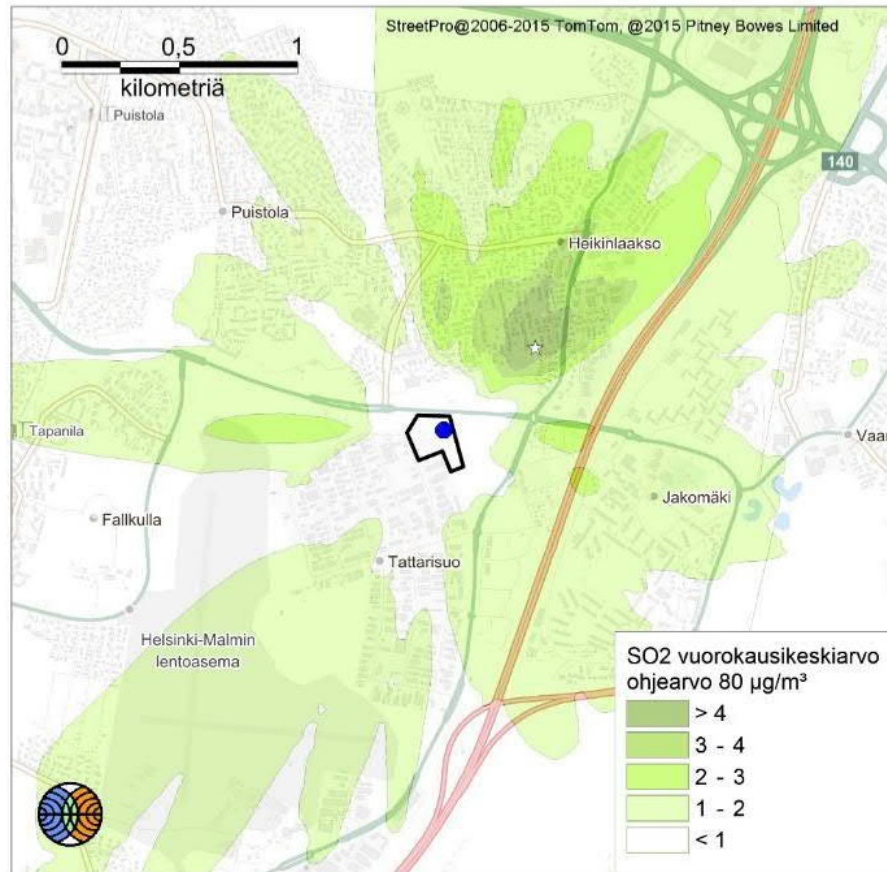 StreetPro@2006-2015 TomTom, @2015 Pitney Bowes Limited
0 0,5 1
kilometriä
Puistola
140
Puistola
Heikinlaakso
Tapanila
Vaar
Jakomäki
Fallkulla
Tattarisuo
Helsinki-Malmin
lentoasema
SO2 vuorokausikeskiarvo
ohjearvo 80 µg/m³
> 4
3 - 4
2 - 3
1 - 2
< 1